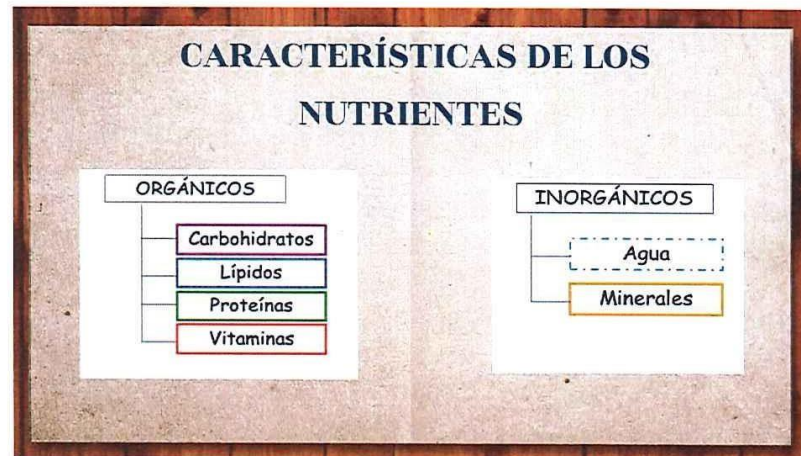 CARACTERÍSTICAS DE LOS
NUTRIENTES
ORGÁNICOS
Carbohidratos
Lípidos
Proteínas
Vitaminas
INORGÁNICOS
Agua
Minerales